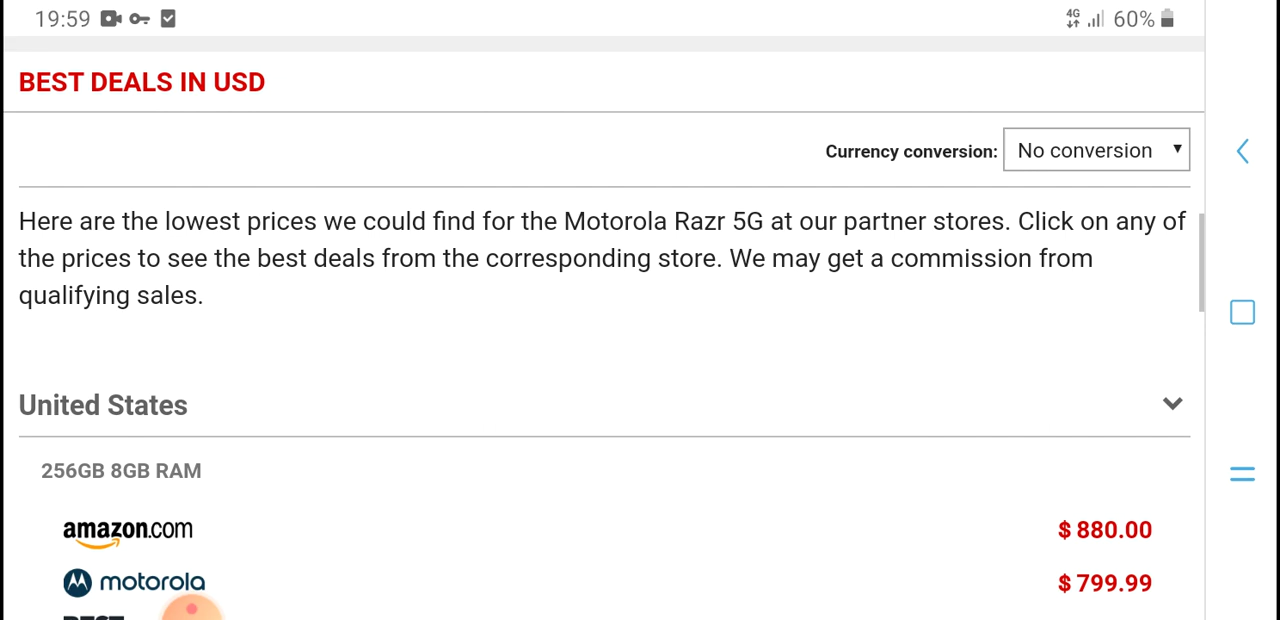 19:59
4G 60%
BEST DEALS IN USD
Currency conversion: No conversion
Here are the lowest prices we could find for the Motorola Razr 5G at our partner stores. Click on any of
the prices to see the best deals from the corresponding store. We may get a commission from
qualifying sales.
United States
256GB 8GB RAM
amazon.com $ 880.00
motorola $ 799.99